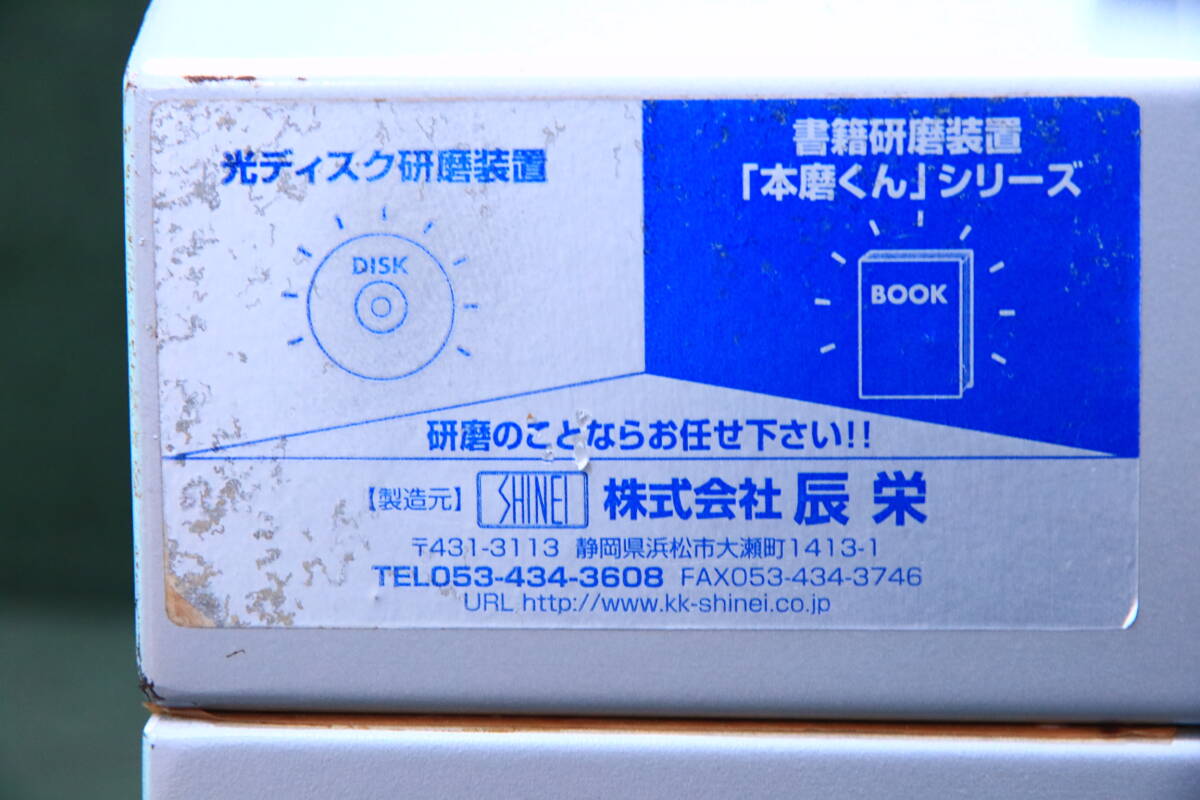 光ディスク研磨装置
DISK
書籍研磨装置
「本磨くん」シリーズ
BOOK
研磨のことならお任せ下さい!!
【製造元】 SHINEI 株式会社 辰栄
〒431-3113 静岡県浜松市大瀬町1413-1
TEL053-434-3608 FAX053-434-3746
URL http://www.kk-shinei.co.jp